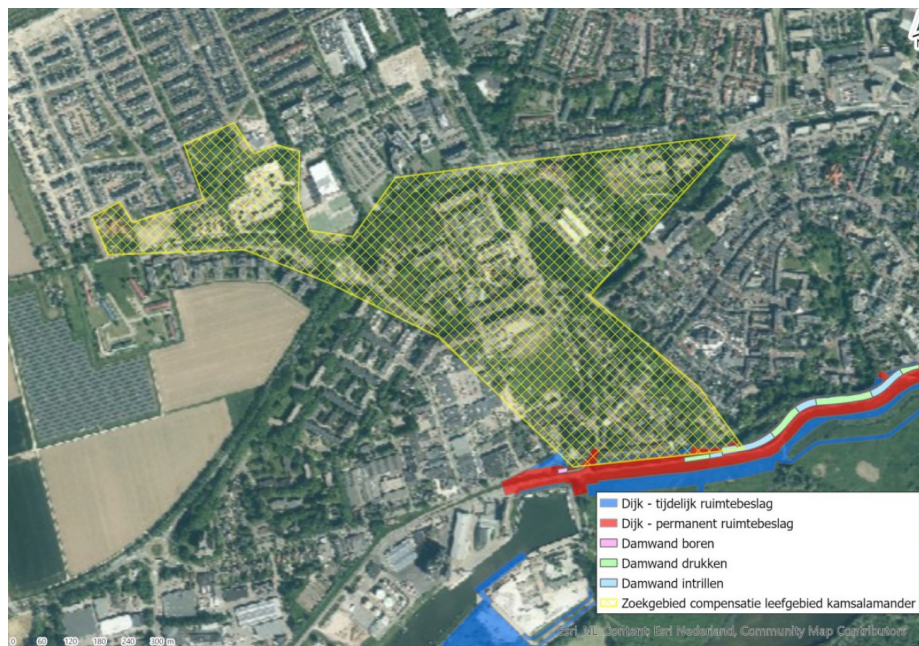 Dijk - tijdelijk ruimtebeslag
Dijk - permanent ruimtebeslag
Damwand boren
Damwand drukken
Damwand intrillen
Zoekgebied compensatie leefgebied kamsalamander
0 60 120 180 240 300 m
Esri, NL, Content; Esri Nederland, Community Map Contributors